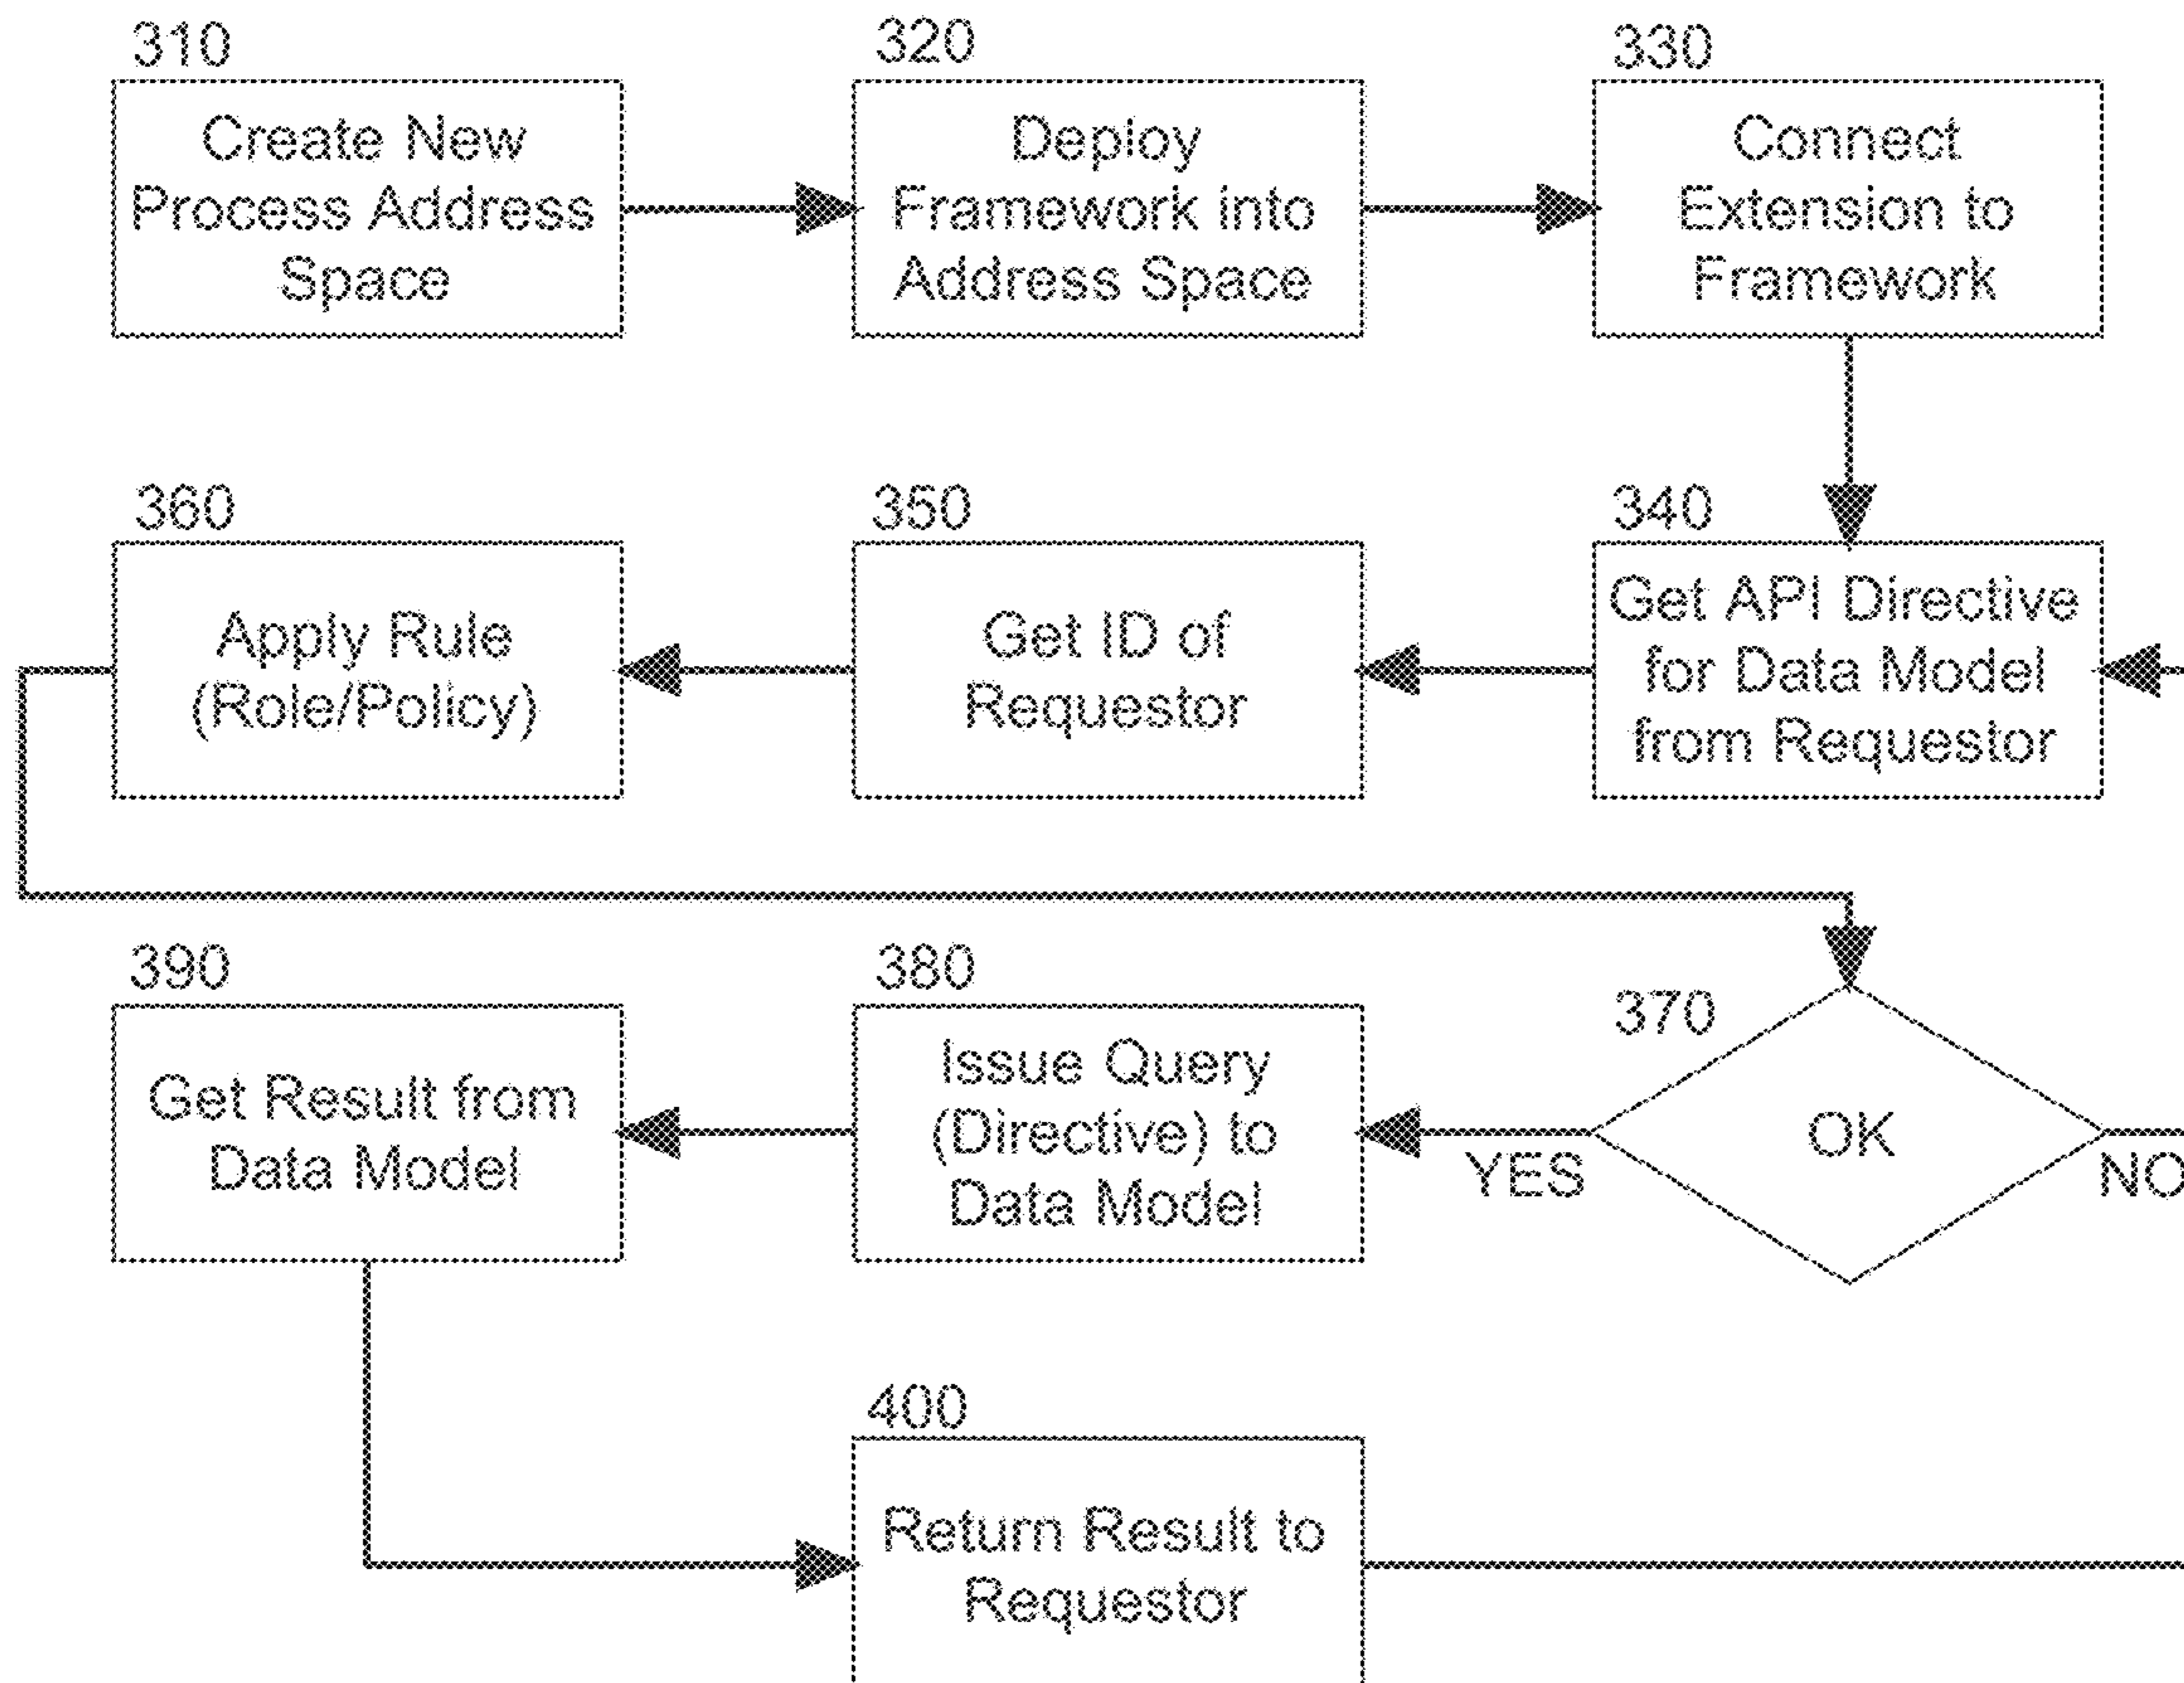 310
Create New
Process Address
Space
320
Deploy
Framework into
Address Space
330
Connect
Extension to
Framework
340
Get API Directive
for Data Model
from Requestor
350
Get ID of
Requestor
360
Apply Rule
(Role/Policy)
370
OK
YES
NO
380
Issue Query
(Directive) to
Data Model
390
Get Result from
Data Model
400
Return Result to
Requestor